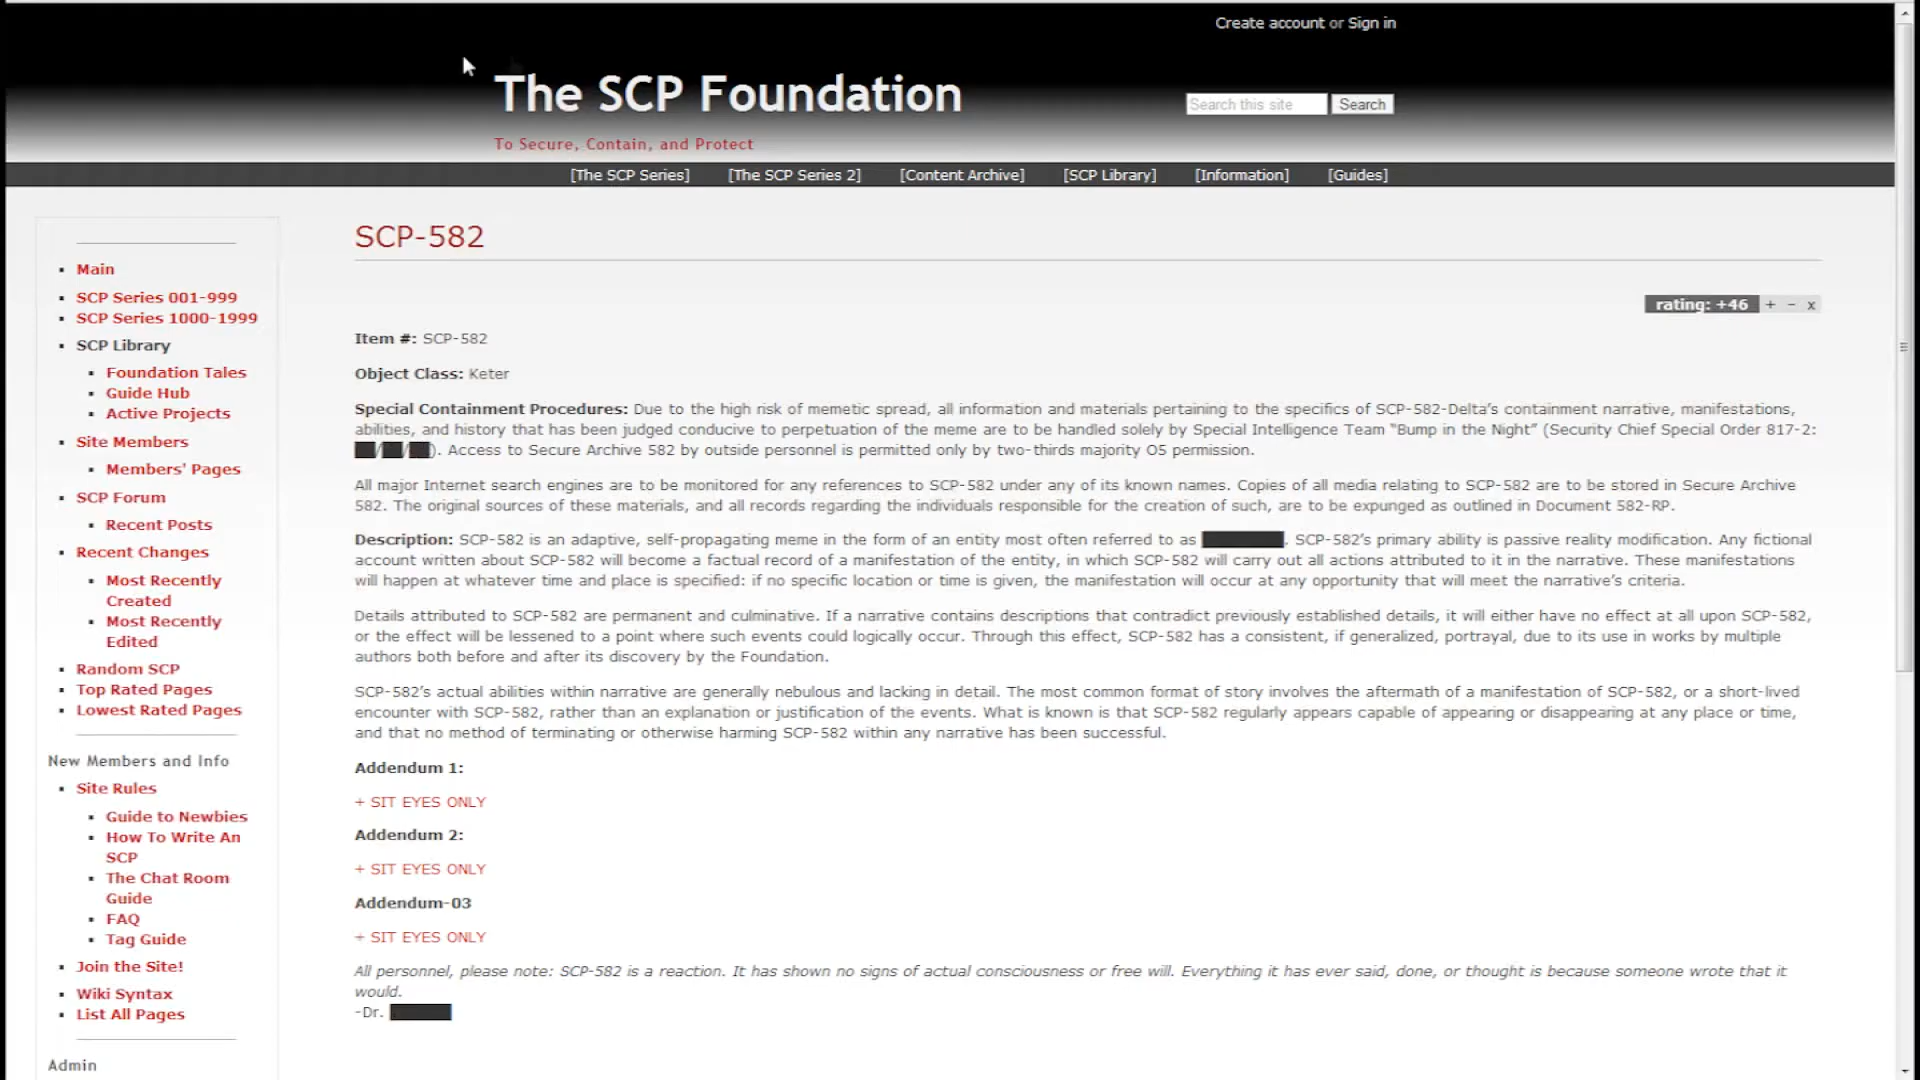 Create account or Sign in
The SCP Foundation
Search this site Search
To Secure, Contain, and Protect
[The SCP Series] [The SCP Series 2] [Content Archive] [SCP Library] [Information] [Guides]
Main
SCP Series 001-999
SCP Series 1000-1999
SCP Library
Foundation Tales
Guide Hub
Active Projects
Site Members
Members' Pages
SCP Forum
Recent Posts
Recent Changes
Most Recently
Created
Most Recently
Edited
Random SCP
Top Rated Pages
Lowest Rated Pages
New Members and Info
Site Rules
Guide to Newbies
How To Write An
SCP
The Chat Room
Guide
FAQ
Tag Guide
Join the Site!
Wiki Syntax
List All Pages
Admin
SCP-582
rating: +46 + − x
Item #: SCP-582
Object Class: Keter
Special Containment Procedures: Due to the high risk of memetic spread, all information and materials pertaining to the specifics of SCP-582-Delta's containment narrative, manifestations,
abilities, and history that has been judged conducive to perpetuation of the meme are to be handled solely by Special Intelligence Team “Bump in the Night” (Security Chief Special Order 817-2:
██/██/██). Access to Secure Archive 582 by outside personnel is permitted only by two-thirds majority O5 permission.
All major Internet search engines are to be monitored for any references to SCP-582 under any of its known names. Copies of all media relating to SCP-582 are to be stored in Secure Archive
582. The original sources of these materials, and all records regarding the individuals responsible for the creation of such, are to be expunged as outlined in Document 582-RP.
Description: SCP-582 is an adaptive, self-propagating meme in the form of an entity most often referred to as ████████. SCP-582's primary ability is passive reality modification. Any fictional
account written about SCP-582 will become a factual record of a manifestation of the entity, in which SCP-582 will carry out all actions attributed to it in the narrative. These manifestations
will happen at whatever time and place is specified: if no specific location or time is given, the manifestation will occur at any opportunity that will meet the narrative's criteria.
Details attributed to SCP-582 are permanent and culminative. If a narrative contains descriptions that contradict previously established details, it will either have no effect at all upon SCP-582,
or the effect will be lessened to a point where such events could logically occur. Through this effect, SCP-582 has a consistent, if generalized, portrayal, due to its use in works by multiple
authors both before and after its discovery by the Foundation.
SCP-582's actual abilities within narrative are generally nebulous and lacking in detail. The most common format of story involves the aftermath of a manifestation of SCP-582, or a short-lived
encounter with SCP-582, rather than an explanation or justification of the events. What is known is that SCP-582 regularly appears capable of appearing or disappearing at any place or time,
and that no method of terminating or otherwise harming SCP-582 within any narrative has been successful.
Addendum 1:
+ SIT EYES ONLY
Addendum 2:
+ SIT EYES ONLY
Addendum-03
+ SIT EYES ONLY
All personnel, please note: SCP-582 is a reaction. It has shown no signs of actual consciousness or free will. Everything it has ever said, done, or thought is because someone wrote that it
would.
-Dr. ██████